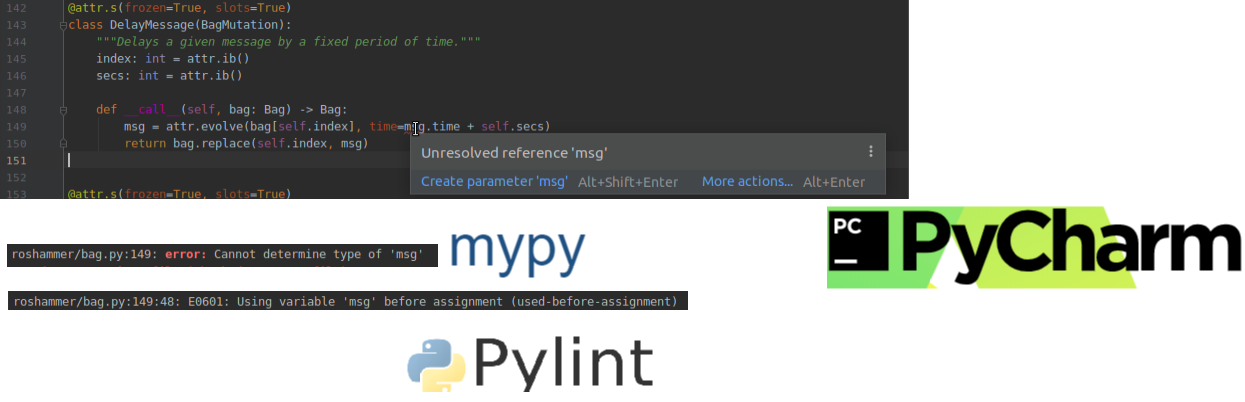 142 @attr.s(frozen=True, slots=True)
143 class DelayMessage(BagMutation):
144 """Delays a given message by a fixed period of time."""
145 index: int = attr.ib()
146 secs: int = attr.ib()
147
148 def __call__(self, bag: Bag) -> Bag:
149 msg = attr.evolve(bag[self.index], time=msg.time + self.secs)
150 return bag.replace(self.index, msg)
151
152
153 @attr.s(frozen=True, slots=True)
Unresolved reference 'msg'
Create parameter 'msg' Alt+Shift+Enter More actions... Alt+Enter
roshammer/bag.py:149: error: Cannot determine type of 'msg'
mypy
PC PyCharm
roshammer/bag.py:149:48: E0601: Using variable 'msg' before assignment (used-before-assignment)
Pylint